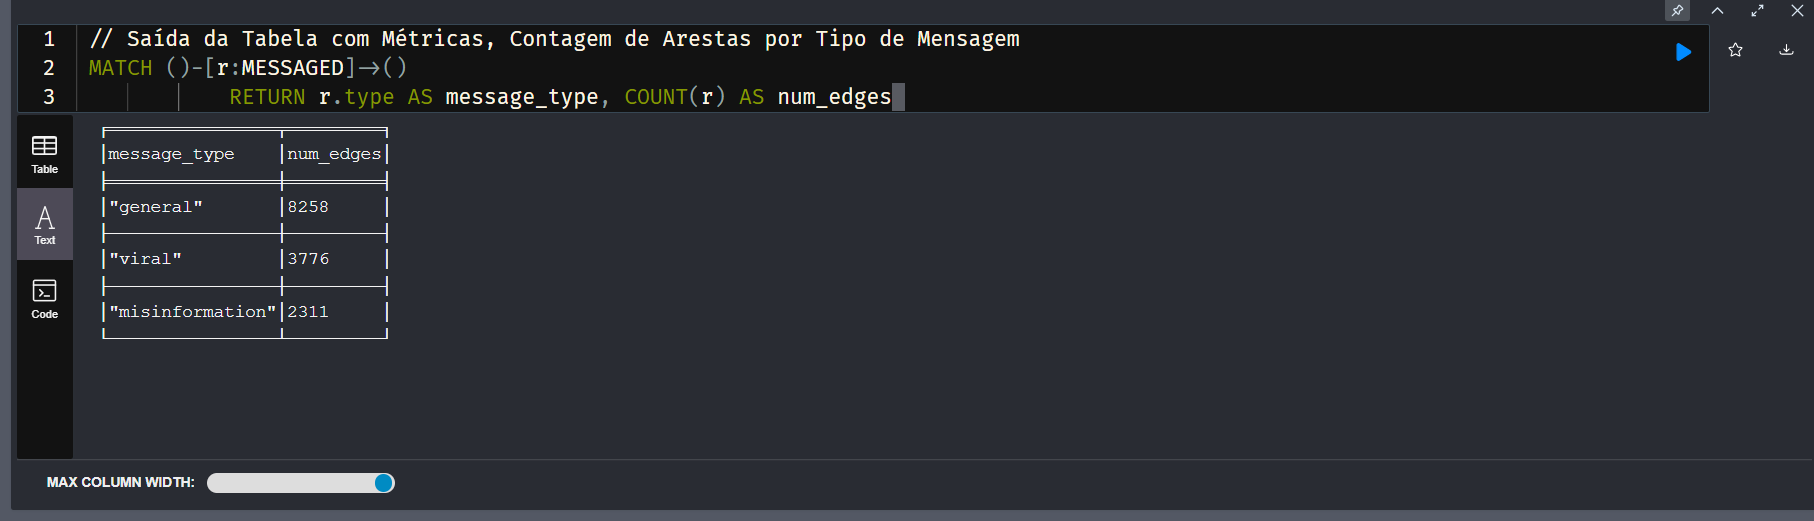 1 // Saída da Tabela com Métricas, Contagem de Arestas por Tipo de Mensagem
2 MATCH ()-[r:MESSAGED]->()
3 RETURN r.type AS message_type, COUNT(r) AS num_edges
Table
Text
Code
message_type num_edges
"general" 8258
"viral" 3776
"misinformation" 2311
MAX COLUMN WIDTH: